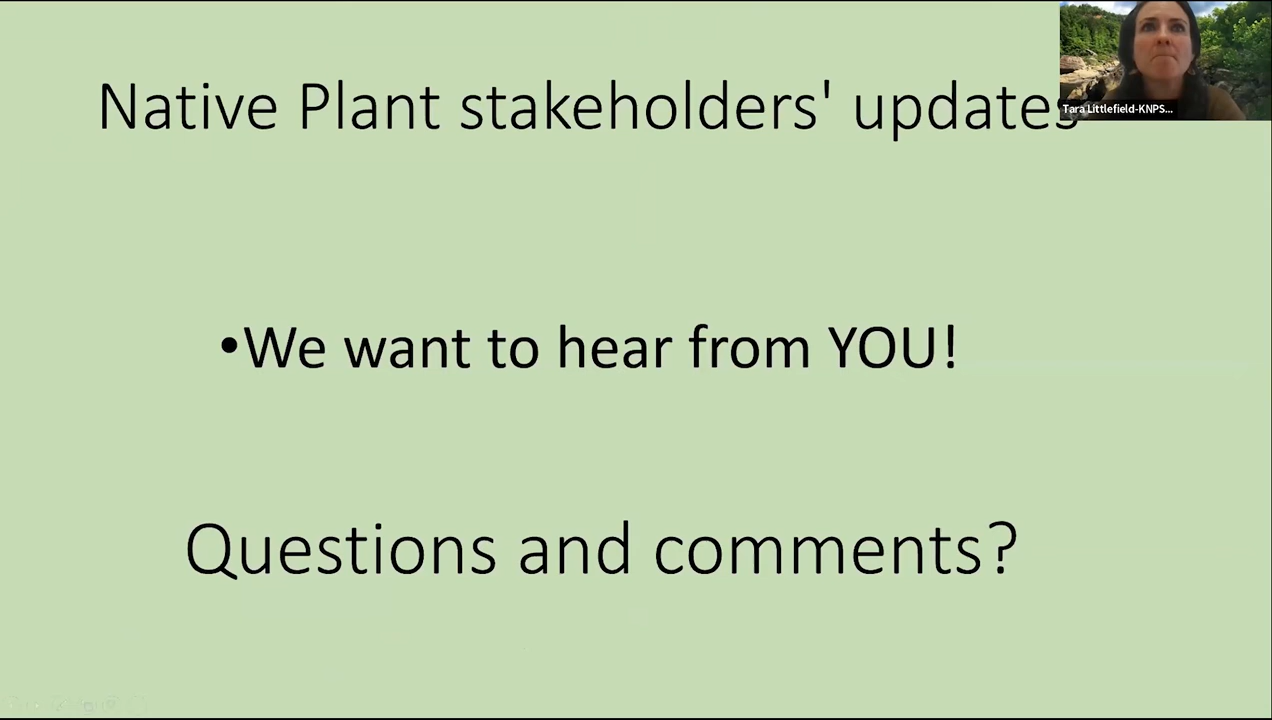 Native Plant stakeholders' updates
Tara Littlefield-KNPS...
•We want to hear from YOU!
Questions and comments?